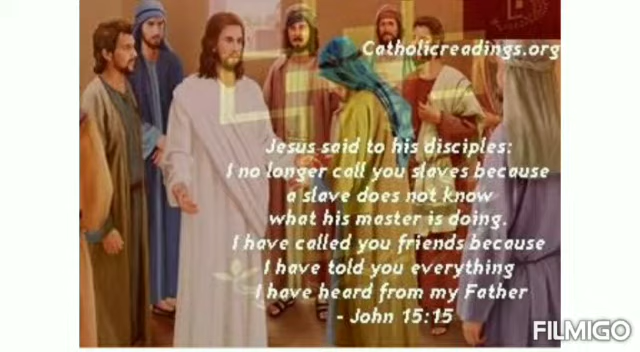 Catholicreadings.org
Jesus said to his disciples:
I no longer call you slaves because
a slave does not know
what his master is doing.
I have called you friends because
I have told you everything
I have heard from my Father
- John 15:15
FILMIGO